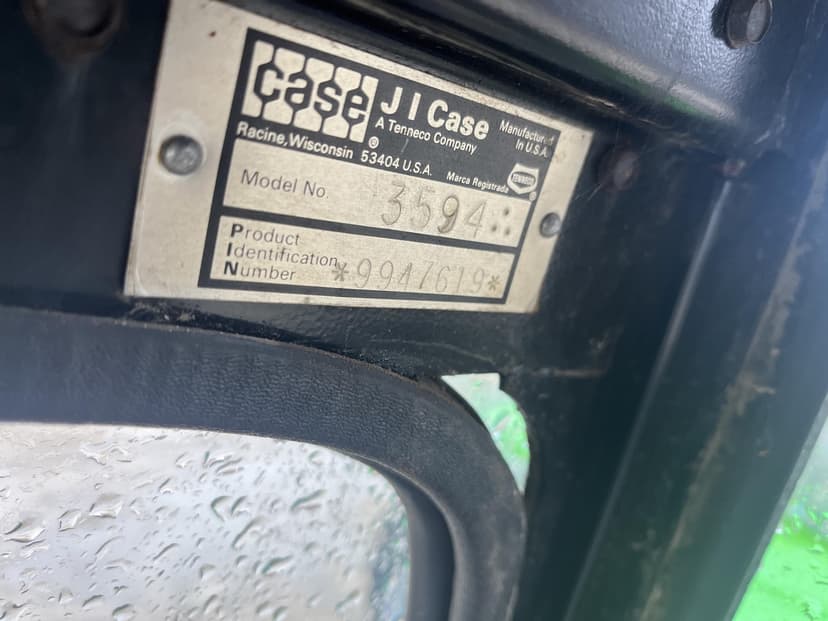 case
J I Case
A Tenneco Company
Manufactured
In U.S.A.
®
Racine, Wisconsin 53404 U.S.A.
Marca Registrada
TENNECO
®
Model No. 3594
Product
Identification
Number *9947619*
PIN